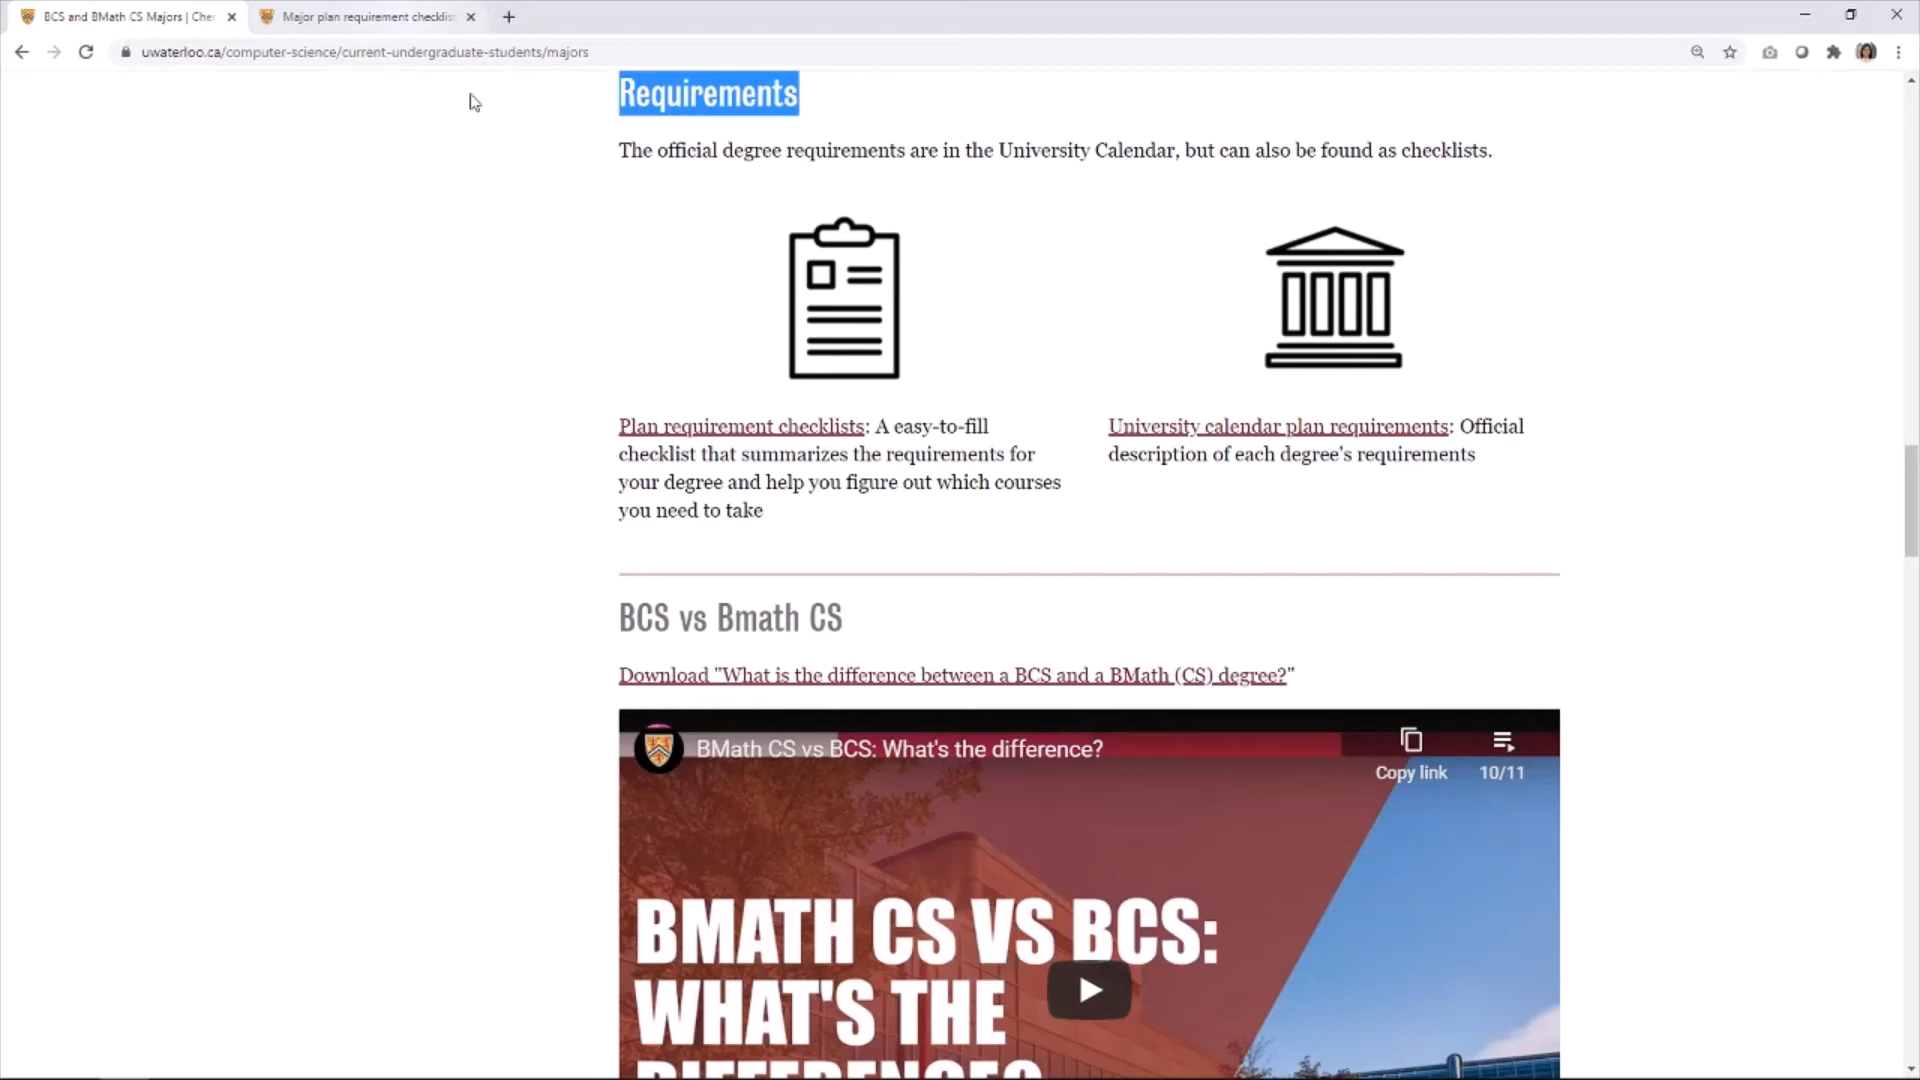 BCS and BMath CS Majors | Cher
Major plan requirement checklist
uwaterloo.ca/computer-science/current-undergraduate-students/majors
Requirements
The official degree requirements are in the University Calendar, but can also be found as checklists.
Plan requirement checklists: A easy-to-fill
checklist that summarizes the requirements for
your degree and help you figure out which courses
you need to take
University calendar plan requirements: Official
description of each degree's requirements
BCS vs Bmath CS
Download "What is the difference between a BCS and a BMath (CS) degree?"
BMath CS vs BCS: What's the difference?
Copy link
10/11
BMATH CS VS BCS:
WHAT'S THE
DIFFERENCE?